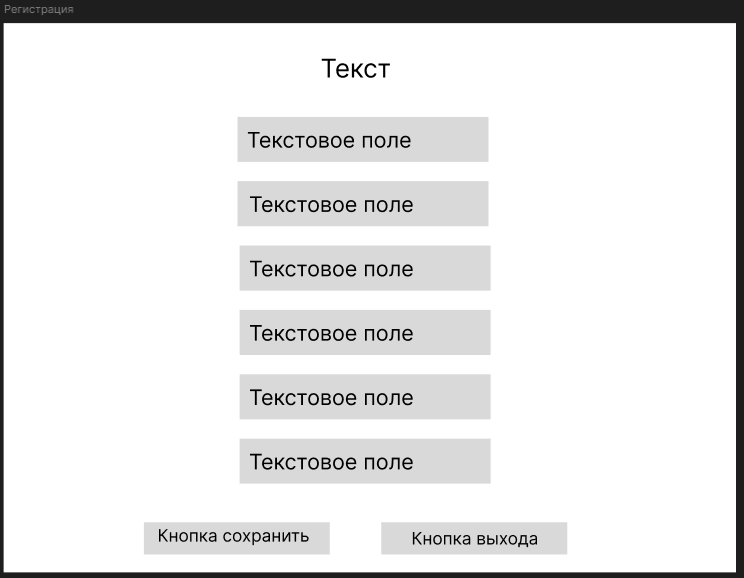 Регистрация
Текст
Текстовое поле
Текстовое поле
Текстовое поле
Текстовое поле
Текстовое поле
Текстовое поле
Кнопка сохранить
Кнопка выхода